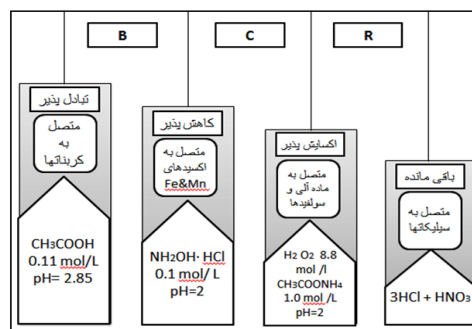 B
C
R
تبادل پذیر
متصل
به
کربناتها
CH3COOH
0.11 mol/L
pH= 2.85
کاهش پذیر
متصل به
اکسیدهای
Fe&Mn
NH2OH· HCl
0.1 mol/ L
pH=2
اکسایش پذیر
متصل به
ماده آلی و
سولفیدها
H2 O2 8.8
mol /l
CH3COONH4
1.0 mol /L
pH=2
باقی مانده
متصل به
سیلیکاتها
3HCl + HNO3